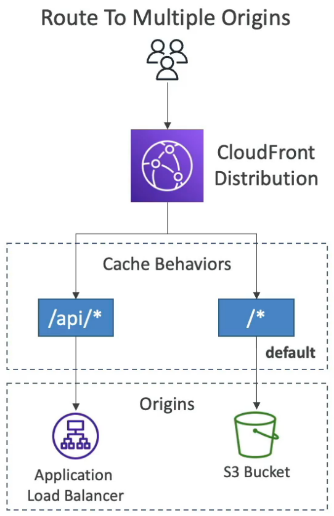 Route To Multiple Origins
CloudFront
Distribution
Cache Behaviors
/api/*
/*
default
Origins
Application
Load Balancer
S3 Bucket